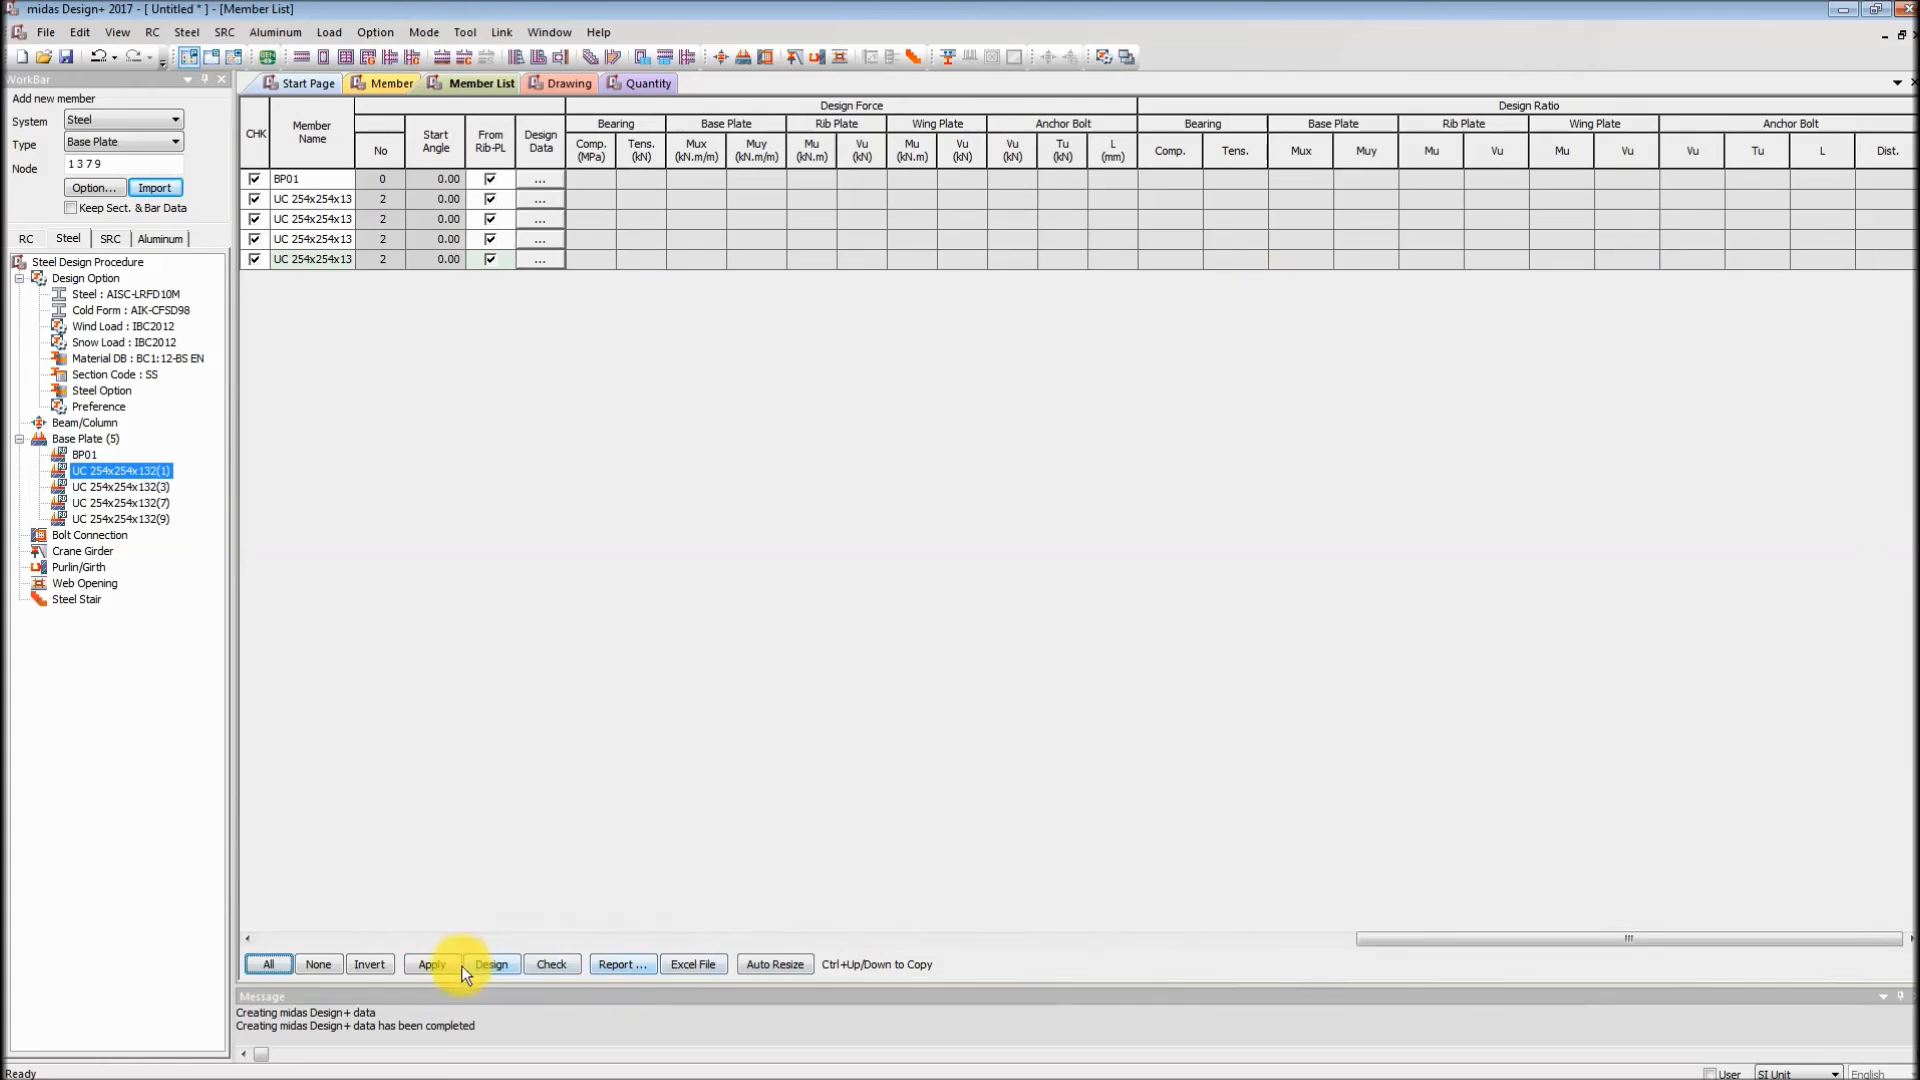 midas Design+ 2017 - [ Untitled * ] - [Member List]
File Edit View RC Steel SRC Aluminum Load Option Mode Tool Link Window Help
WorkBar
Start Page Member Member List Drawing Quantity
Add new member
System Steel
Type Base Plate
Node 1 3 7 9
Option... Import
Keep Sect. & Bar Data
RC Steel SRC Aluminum
Steel Design Procedure
Design Option
Steel : AISC-LRFD10M
Cold Form : AIK-CFSD98
Wind Load : IBC2012
Snow Load : IBC2012
Material DB : BC1:12-BS EN
Section Code : SS
Steel Option
Preference
Beam/Column
Base Plate (5)
BP01
UC 254x254x132(1)
UC 254x254x132(3)
UC 254x254x132(7)
UC 254x254x132(9)
Bolt Connection
Crane Girder
Purlin/Girth
Web Opening
Steel Stair
Design Force Design Ratio
Bearing Base Plate Rib Plate Wing Plate Anchor Bolt Bearing Base Plate Rib Plate Wing Plate Anchor Bolt
CHK Member Name No Start Angle From Rib-PL Design Data Comp. (MPa) Tens. (kN) Mux (kN.m/m) Muy (kN.m/m) Mu (kN.m) Vu (kN) Mu (kN.m) Vu (kN) Vu (kN) Tu (kN) L (mm) Comp. Tens. Mux Muy Mu Vu Mu Vu Vu Tu L Dist.
BP01 0 0.00 ...
UC 254x254x13 2 0.00 ...
UC 254x254x13 2 0.00 ...
UC 254x254x13 2 0.00 ...
UC 254x254x13 2 0.00 ...
All None Invert Apply Design Check Report ... Excel File Auto Resize Ctrl+Up/Down to Copy
Message
Creating midas Design+ data
Creating midas Design+ data has been completed
Ready User SI Unit English